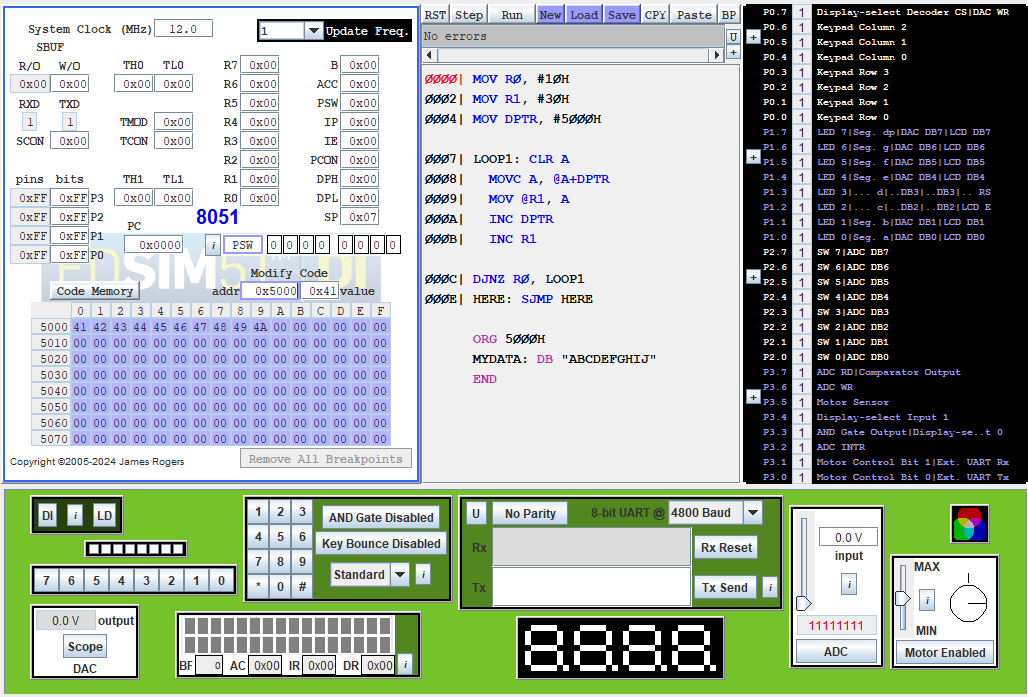 System Clock (MHz) 12.0 1 Update Freq.
SBUF
R/O W/O TH0 TL0 R7 0x00 B 0x00
0x00 0x00 0x00 0x00 R6 0x00 ACC 0x00
RXD TXD R5 0x00 PSW 0x00
1 1 TMOD 0x00 R4 0x00 IP 0x00
SCON 0x00 TCON 0x00 R3 0x00 IE 0x00
R2 0x00 PCON 0x00
pins bits TH1 TL1 R1 0x00 DPH 0x00
0xFF 0xFF P3 0x00 0x00 R0 0x00 DPL 0x00
0xFF 0xFF P2 8051 SP 0x07
0xFF 0xFF P1 PC
0xFF 0xFF P0 0x0000 i PSW 0 0 0 0 0 0 0 0
EDSIM51 DI
Modify Code
Code Memory addr 0x5000 0x41 value
0 1 2 3 4 5 6 7 8 9 A B C D E F
5000 41 42 43 44 45 46 47 48 49 4A 00 00 00 00 00 00
5010 00 00 00 00 00 00 00 00 00 00 00 00 00 00 00 00
5020 00 00 00 00 00 00 00 00 00 00 00 00 00 00 00 00
5030 00 00 00 00 00 00 00 00 00 00 00 00 00 00 00 00
5040 00 00 00 00 00 00 00 00 00 00 00 00 00 00 00 00
5050 00 00 00 00 00 00 00 00 00 00 00 00 00 00 00 00
5060 00 00 00 00 00 00 00 00 00 00 00 00 00 00 00 00
5070 00 00 00 00 00 00 00 00 00 00 00 00 00 00 00 00
Copyright ©2005-2024 James Rogers Remove All Breakpoints
RST Step Run New Load Save CPY Paste BP
No errors U
+
0000| MOV R0, #10H
0002| MOV R1, #30H
0004| MOV DPTR, #5000H
0007| LOOP1: CLR A
0008| MOVC A, @A+DPTR
0009| MOV @R1, A
000A| INC DPTR
000B| INC R1
000C| DJNZ R0, LOOP1
000E| HERE: SJMP HERE
ORG 5000H
MYDATA: DB "ABCDEFGHIJ"
END
P0.7 1 Display-select Decoder CS|DAC WR
P0.6 1 Keypad Column 2
+ P0.5 1 Keypad Column 1
P0.4 1 Keypad Column 0
P0.3 1 Keypad Row 3
P0.2 1 Keypad Row 2
P0.1 1 Keypad Row 1
P0.0 1 Keypad Row 0
P1.7 1 LED 7|Seg. dp|DAC DB7|LCD DB7
P1.6 1 LED 6|Seg. g|DAC DB6|LCD DB6
+ P1.5 1 LED 5|Seg. f|DAC DB5|LCD DB5
P1.4 1 LED 4|Seg. e|DAC DB4|LCD DB4
P1.3 1 LED 3|... d|..DB3|..DB3|.. RS
P1.2 1 LED 2|... c|..DB2|..DB2|LCD E
P1.1 1 LED 1|Seg. b|DAC DB1|LCD DB1
P1.0 1 LED 0|Seg. a|DAC DB0|LCD DB0
P2.7 1 SW 7|ADC DB7
P2.6 1 SW 6|ADC DB6
+ P2.5 1 SW 5|ADC DB5
P2.4 1 SW 4|ADC DB4
P2.3 1 SW 3|ADC DB3
P2.2 1 SW 2|ADC DB2
P2.1 1 SW 1|ADC DB1
P2.0 1 SW 0|ADC DB0
P3.7 1 ADC RD|Comparator Output
P3.6 1 ADC WR
+ P3.5 1 Motor Sensor
P3.4 1 Display-select Input 1
P3.3 1 AND Gate Output|Display-se..t 0
P3.2 1 ADC INTR
P3.1 1 Motor Control Bit 1|Ext. UART Rx
P3.0 1 Motor Control Bit 0|Ext. UART Tx
DI i LD
7 6 5 4 3 2 1 0
0.0 V output
Scope
DAC
1 2 3 AND Gate Disabled
4 5 6 Key Bounce Disabled
7 8 9 Standard i
* 0 #
BF 0 AC 0x00 IR 0x00 DR 0x00 i
U No Parity 8-bit UART @ 4800 Baud
Rx Rx Reset
Tx Tx Send i
8.8.8.8.
0.0 V
input
i
11111111
ADC
MAX
i
MIN
Motor Enabled